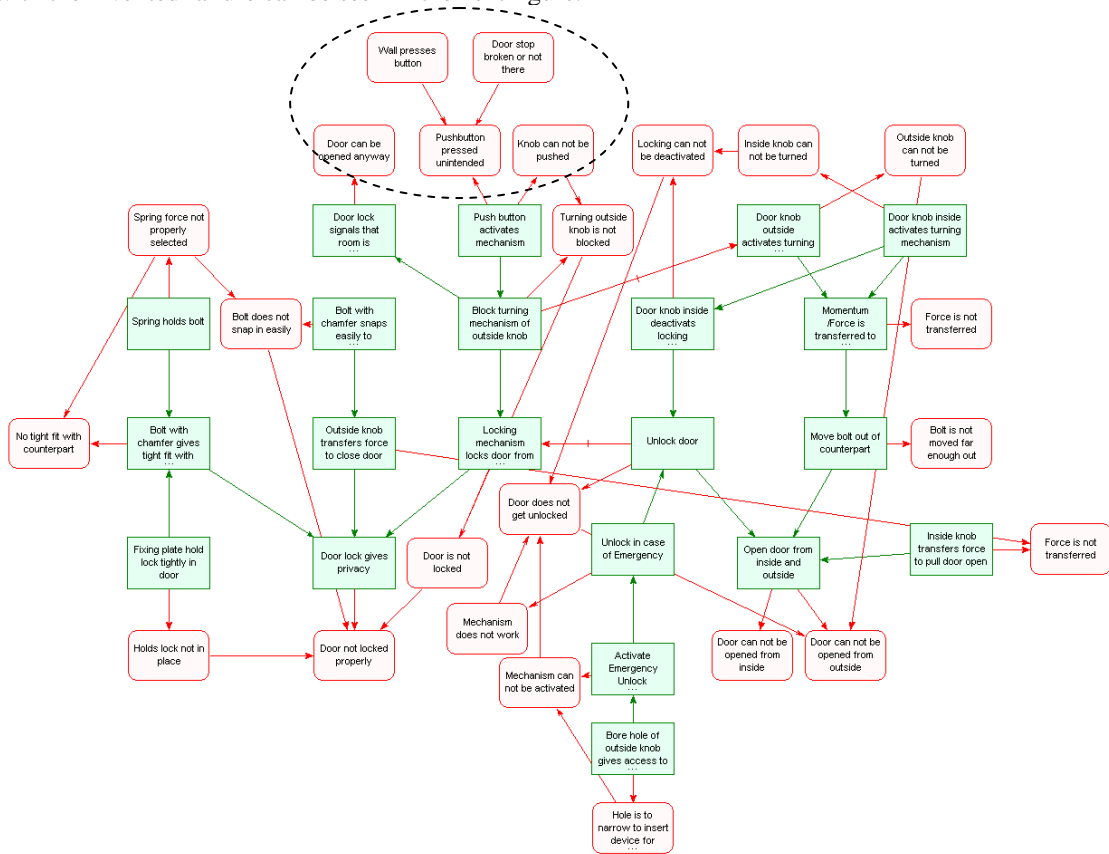 Wall presses
button
Door stop
broken or not
there
Door can be
opened anyway
Pushbutton
pressed
unintended
Knob can not be
pushed
Locking can not
be deactivated
Inside knob can
not be turned
Outside knob
can not be
turned
Spring force not
properly
selected
Door lock
signals that
room is
...
Push button
activates
mechanism
Turning outside
knob is not
blocked
Door knob
outside
activates turning
...
Door knob inside
activates turning
mechanism
Spring holds bolt
Bolt does not
snap in easily
Bolt with
chamfer snaps
easily to
...
Block turning
mechanism of
outside knob
...
Door knob inside
deactivats
locking
...
Momentum
/Force is
transferred to
...
Force is not
transferred
No tight fit with
counterpart
Bolt with
chamfer gives
tight fit with
...
Outside knob
transfers force
to close door
Locking
mechanism
locks door from
...
Unlock door
Move bolt out of
counterpart
Bolt is not
moved far
enough out
Door does not
get unlocked
Fixing plate hold
lock tightly in
door
Door lock gives
privacy
Door is not
locked
Unlock in case
of Emergency
Open door from
inside and
outside
Inside knob
transfers force
to pull door open
Force is not
transferred
Mechanism
does not work
Holds lock not in
place
Door not locked
properly
Mechanism can
not be activated
Activate
Emergency
Unlock
...
Door can not be
opened from
inside
Door can not be
opened from
outside
Bore hole of
outside knob
gives access to
...
Hole is to
narrow to insert
device for
...